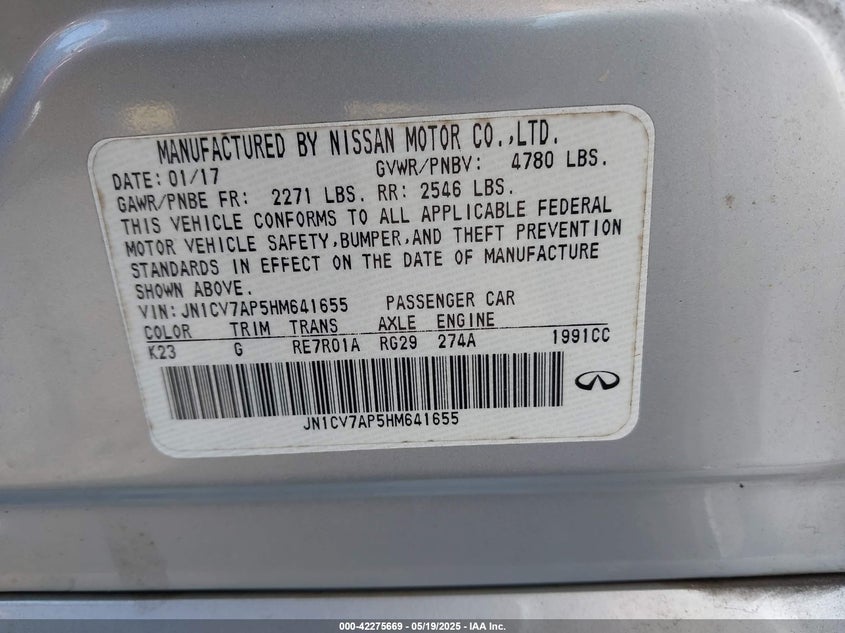 MANUFACTURED BY NISSAN MOTOR CO.,LTD.
DATE: 01/17 GVWR/PNBV: 4780 LBS.
GAWR/PNBE FR: 2271 LBS. RR: 2546 LBS.
THIS VEHICLE CONFORMS TO ALL APPLICABLE FEDERAL
MOTOR VEHICLE SAFETY,BUMPER,AND THEFT PREVENTION
STANDARDS IN EFFECT ON THE DATE OF MANUFACTURE
SHOWN ABOVE.
VIN: JN1CV7AP5HM641655 PASSENGER CAR
COLOR TRIM TRANS AXLE ENGINE
K23 G RE7R01A RG29 274A 1991CC
JN1CV7AP5HM641655
000-42275669 - 05/19/2025 - IAA Inc.